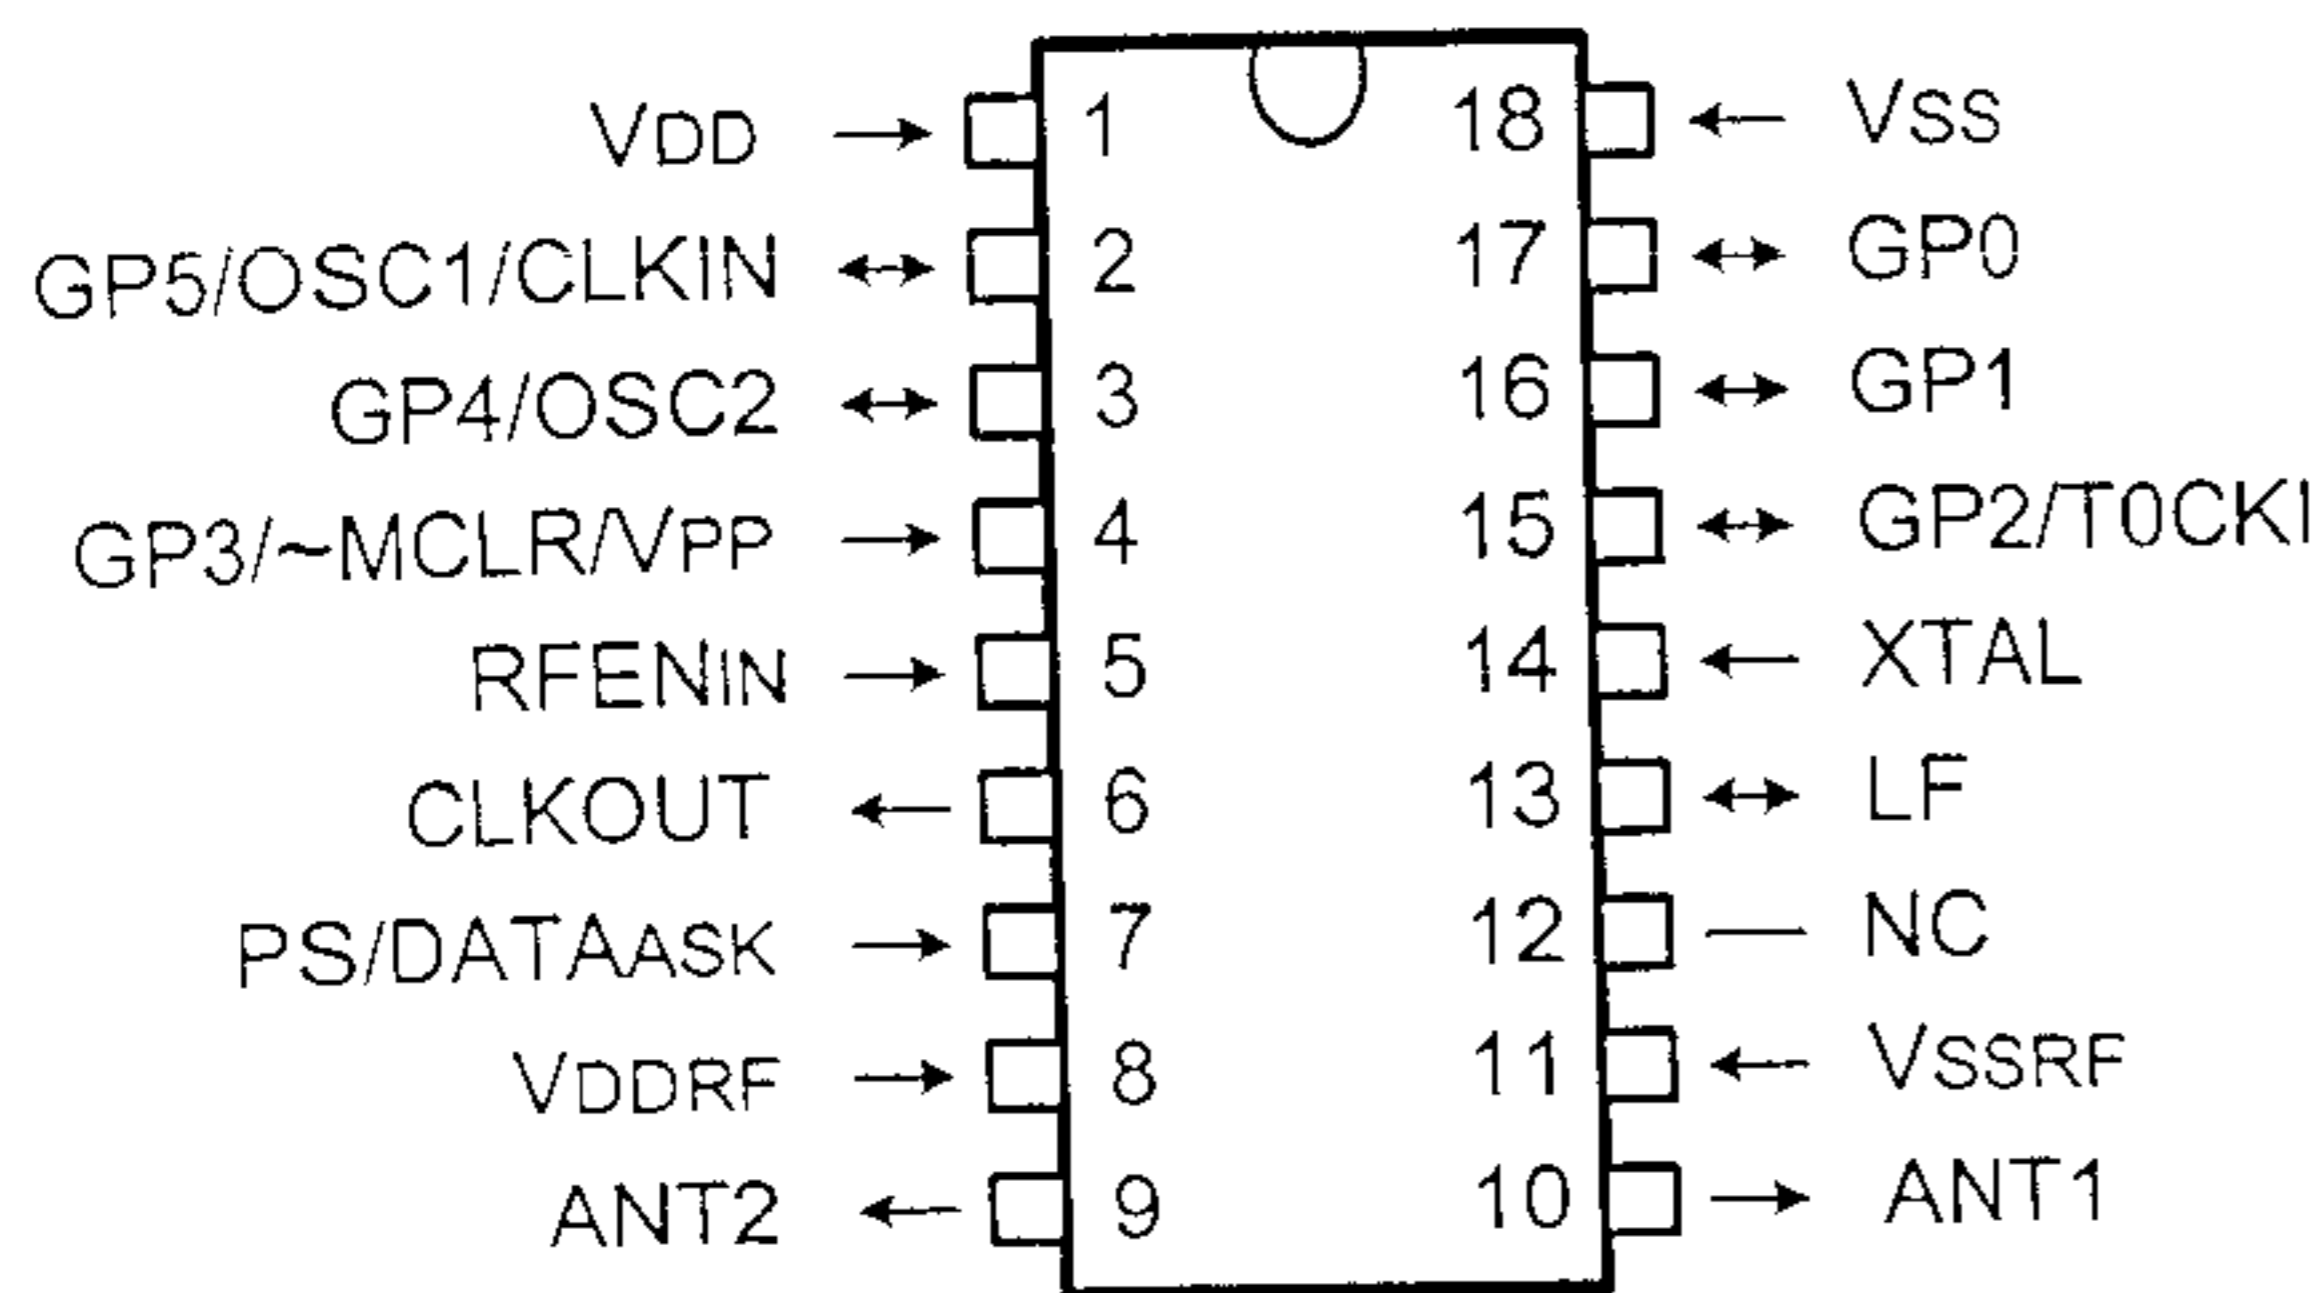 VDD 1 18 VSS
GP5/OSC1/CLKIN 2 17 GP0
GP4/OSC2 3 16 GP1
GP3/~MCLR/VPP 4 15 GP2/T0CKI
RFENIN 5 14 XTAL
CLKOUT 6 13 LF
PS/DATAASK 7 12 NC
VDDRF 8 11 VSSRF
ANT2 9 10 ANT1